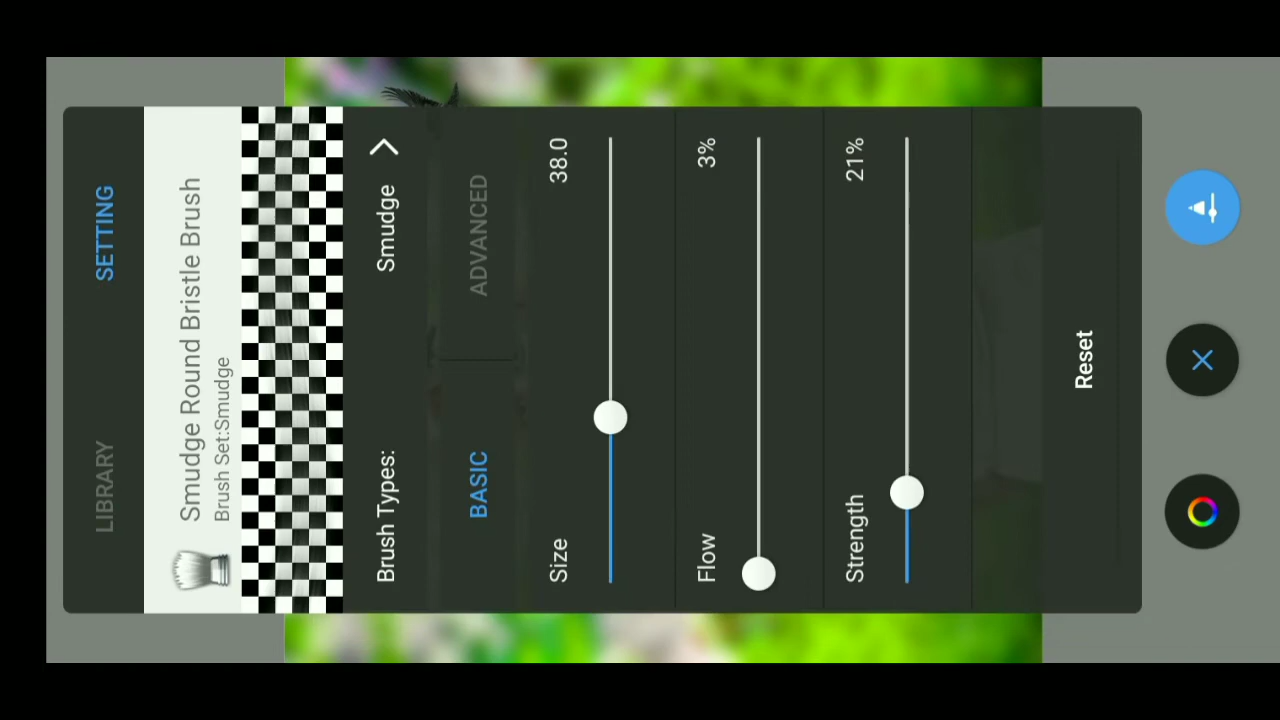 LIBRARY SETTING
Smudge Round Bristle Brush
Brush Set:Smudge
Brush Types: Smudge
BASIC ADVANCED
Size 38.0
Flow 3%
Strength 21%
Reset